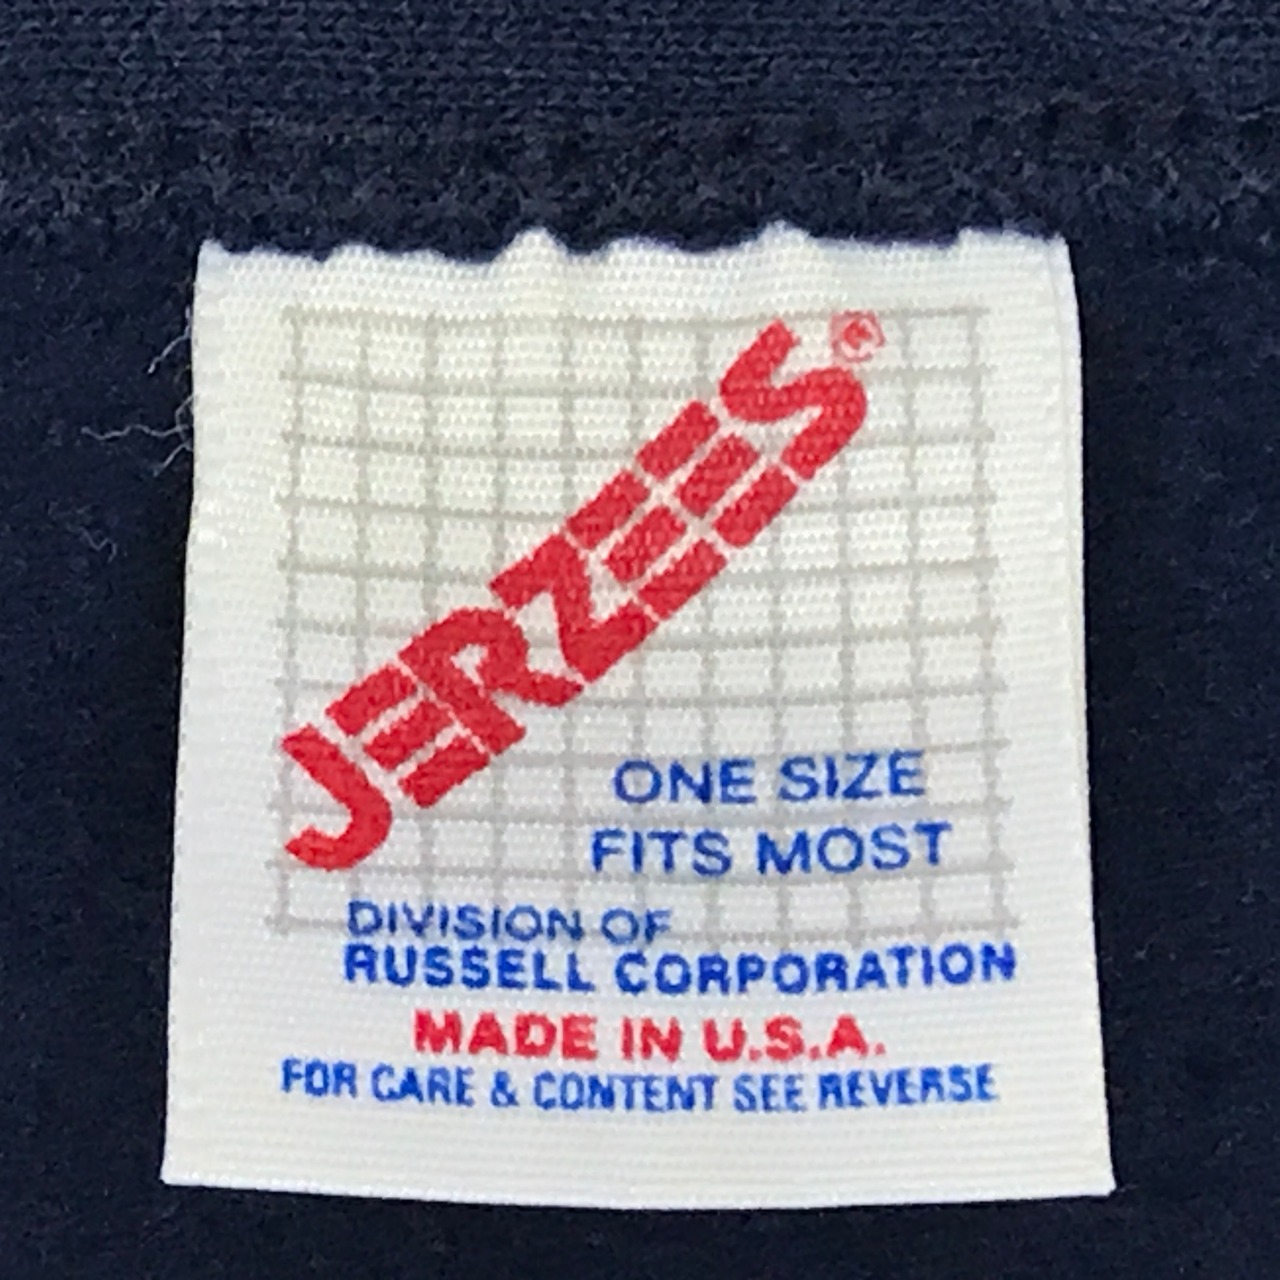 JERZEES®
ONE SIZE
FITS MOST
DIVISION OF
RUSSELL CORPORATION
MADE IN U.S.A.
FOR CARE & CONTENT SEE REVERSE